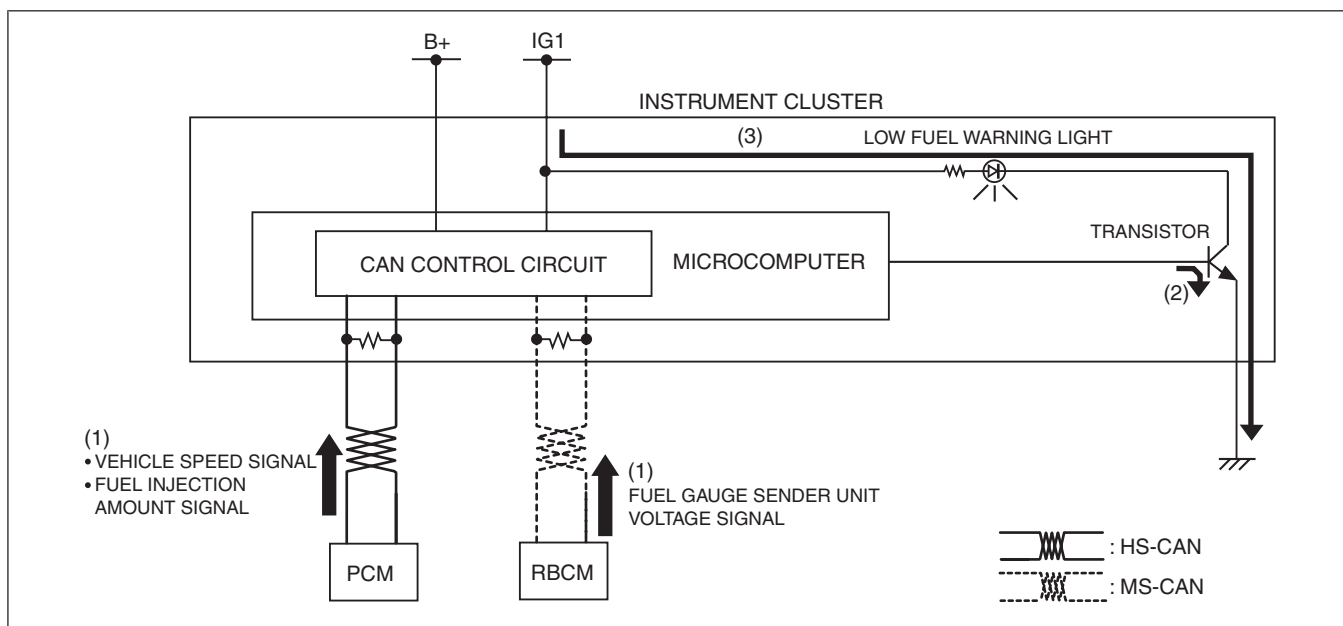 B+
IG1
INSTRUMENT CLUSTER
(3)
LOW FUEL WARNING LIGHT
TRANSISTOR
CAN CONTROL CIRCUIT
MICROCOMPUTER
(2)
(1)
•VEHICLE SPEED SIGNAL
•FUEL INJECTION
AMOUNT SIGNAL
(1)
FUEL GAUGE SENDER UNIT
VOLTAGE SIGNAL
PCM
RBCM
: HS-CAN
: MS-CAN